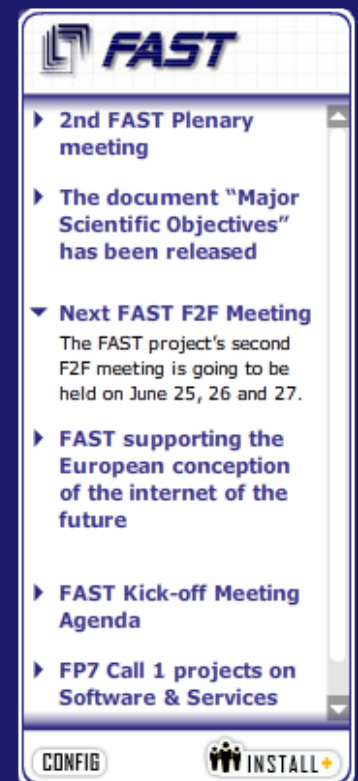 FAST
2nd FAST Plenary
meeting
The document “Major
Scientific Objectives”
has been released
Next FAST F2F Meeting
The FAST project's second
F2F meeting is going to be
held on June 25, 26 and 27.
FAST supporting the
European conception
of the internet of the
future
FAST Kick-off Meeting
Agenda
FP7 Call 1 projects on
Software & Services
CONFIG
INSTALL+